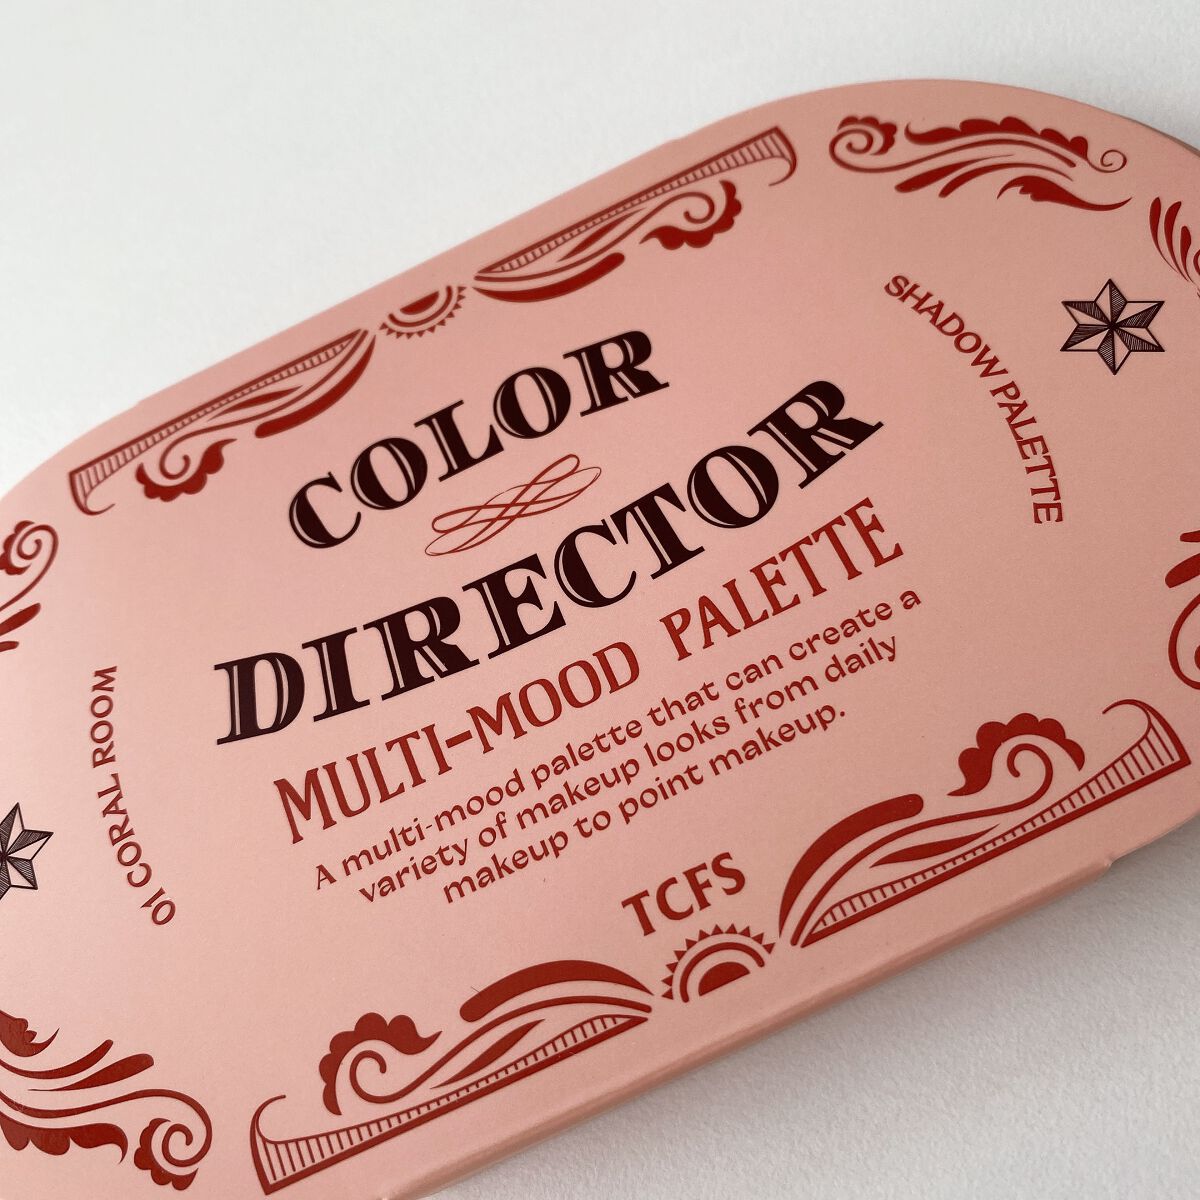 COLOR
DIRECTOR
MULTI-MOOD PALETTE
A multi-mood palette that can create a
variety of makeup looks from daily
makeup to point makeup.
TCFS
01 CORAL ROOM
SHADOW PALETTE